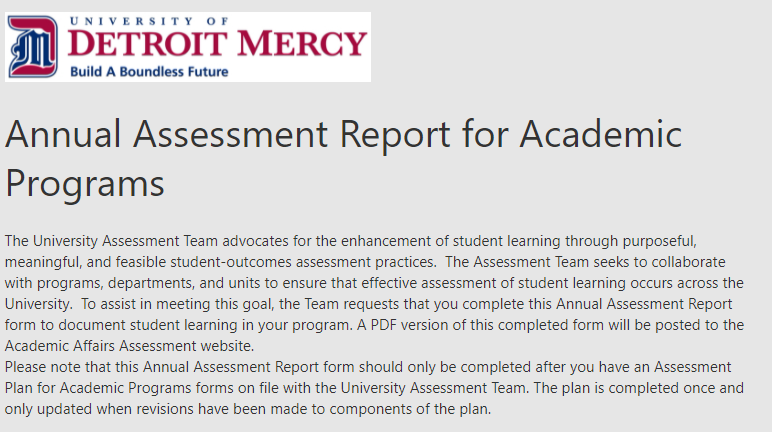 UNIVERSITY OF
DETROIT MERCY
Build A Boundless Future
Annual Assessment Report for Academic
Programs
The University Assessment Team advocates for the enhancement of student learning through purposeful,
meaningful, and feasible student-outcomes assessment practices.  The Assessment Team seeks to collaborate
with programs, departments, and units to ensure that effective assessment of student learning occurs across the
University.  To assist in meeting this goal, the Team requests that you complete this Annual Assessment Report
form to document student learning in your program. A PDF version of this completed form will be posted to the
Academic Affairs Assessment website.
Please note that this Annual Assessment Report form should only be completed after you have an Assessment
Plan for Academic Programs forms on file with the University Assessment Team. The plan is completed once and
only updated when revisions have been made to components of the plan.